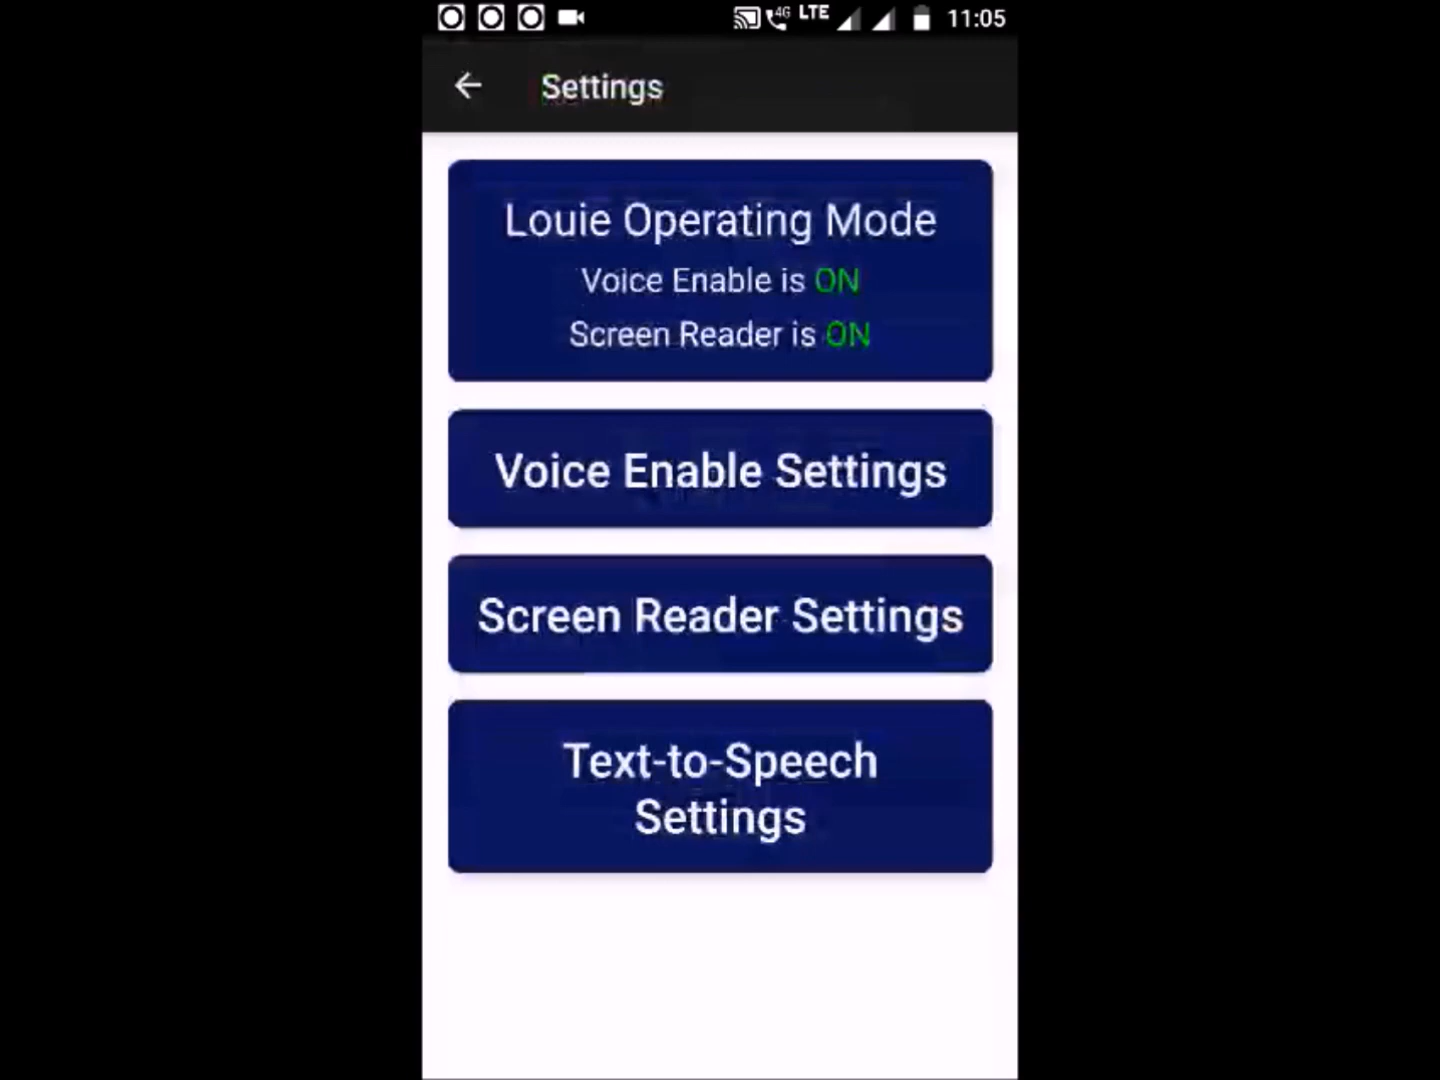 4G LTE 11:05
Settings
Louie Operating Mode
Voice Enable is ON
Screen Reader is ON
Voice Enable Settings
Screen Reader Settings
Text-to-Speech
Settings